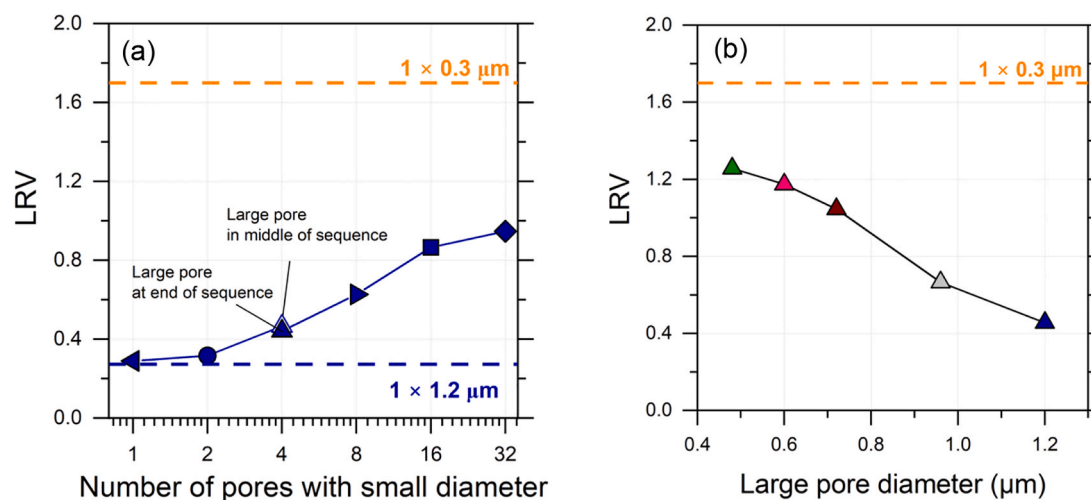 (a)
1 × 0.3 μm
2.0
1.6
1.2
0.8
0.4
0.0
LRV
Large pore
in middle of sequence
Large pore
at end of sequence
1 × 1.2 μm
1 2 4 8 16 32
Number of pores with small diameter
(b)
1 × 0.3 μm
2.0
1.6
1.2
0.8
0.4
0.0
LRV
0.4 0.6 0.8 1.0 1.2
Large pore diameter (μm)